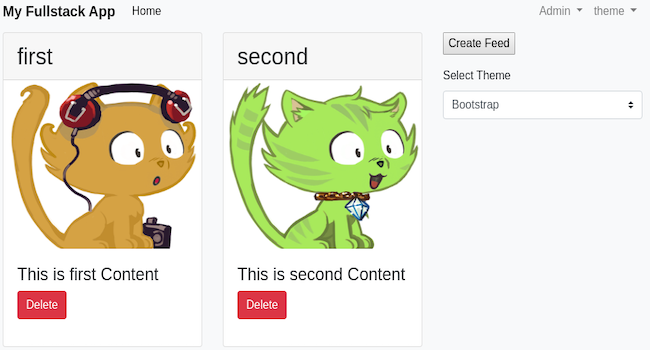 My Fullstack App Home Admin theme
first
This is first Content
Delete
second
This is second Content
Delete
Create Feed
Select Theme
Bootstrap